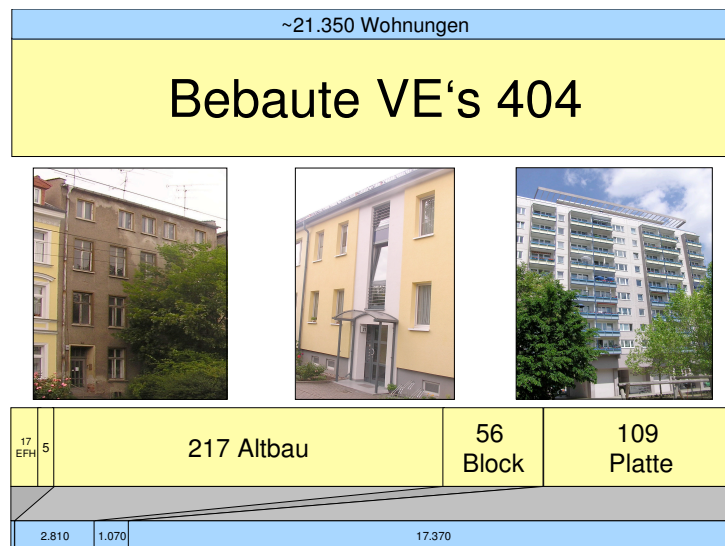 ~21.350 Wohnungen
Bebaute VE‘s 404
17
EFH
5
217 Altbau
56
Block
109
Platte
2.810
1.070
17.370